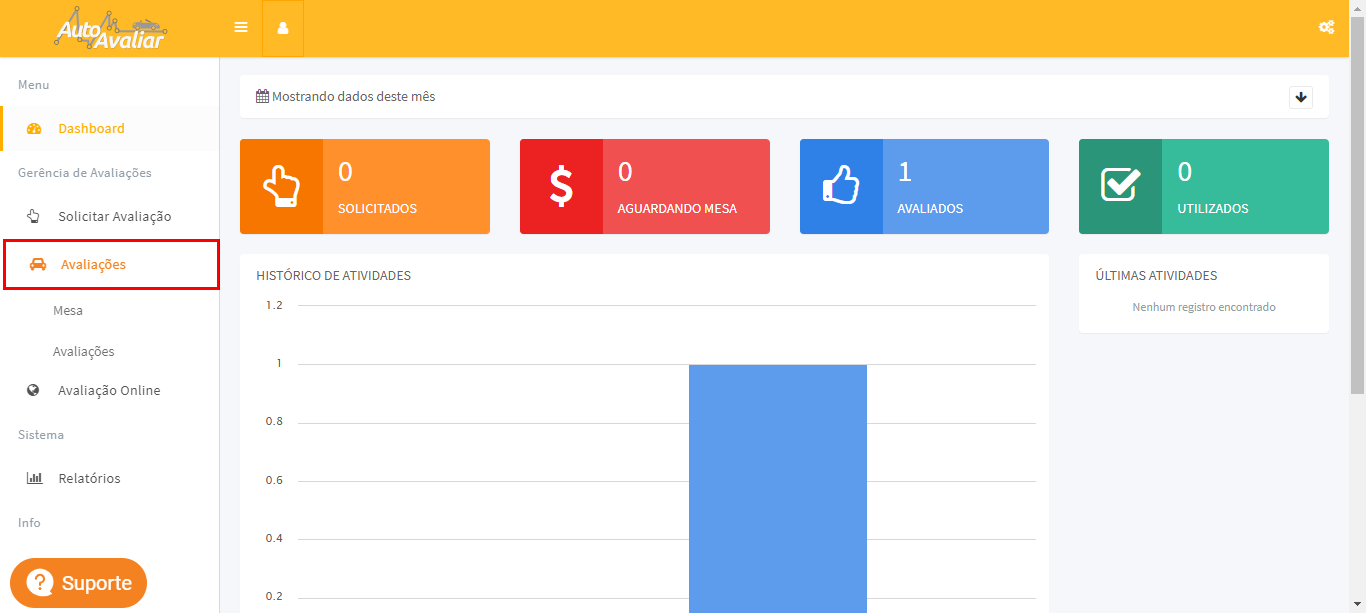 Auto
Avaliar
Menu
Dashboard
Gerência de Avaliações
Solicitar Avaliação
Avaliações
Mesa
Avaliações
Avaliação Online
Sistema
Relatórios
Info
? Suporte
Mostrando dados deste mês
0
SOLICITADOS
$
0
AGUARDANDO MESA
1
AVALIADOS
0
UTILIZADOS
HISTÓRICO DE ATIVIDADES
1.2
1
0.8
0.6
0.4
0.2
ÚLTIMAS ATIVIDADES
Nenhum registro encontrado